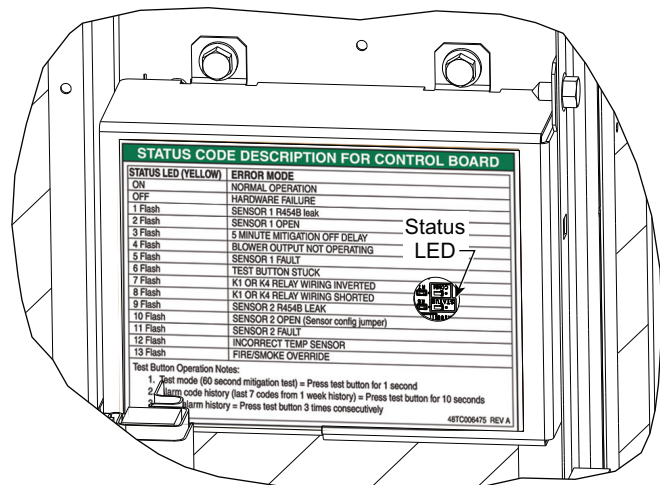 STATUS CODE DESCRIPTION FOR CONTROL BOARD
STATUS LED (YELLOW) ERROR MODE
ON NORMAL OPERATION
OFF HARDWARE FAILURE
1 Flash SENSOR 1 R454B leak
2 Flash SENSOR 1 OPEN
3 Flash 5 MINUTE MITIGATION OFF DELAY
4 Flash BLOWER OUTPUT NOT OPERATING
5 Flash SENSOR 1 FAULT
6 Flash TEST BUTTON STUCK
7 Flash K1 OR K4 RELAY WIRING INVERTED
8 Flash K1 OR K4 RELAY WIRING SHORTED
9 Flash SENSOR 2 R454B LEAK
10 Flash SENSOR 2 OPEN (Sensor config jumper)
11 Flash SENSOR 2 FAULT
12 Flash INCORRECT TEMP SENSOR
13 Flash FIRE/SMOKE OVERRIDE
Status
LED
Test Button Operation Notes:
1. Test mode (60 second mitigation test) = Press test button for 1 second
2. Alarm code history (last 7 codes from 1 week history) = Press test button for 10 seconds
alarm history = Press test button 3 times consecutively
48TC006475 REV A